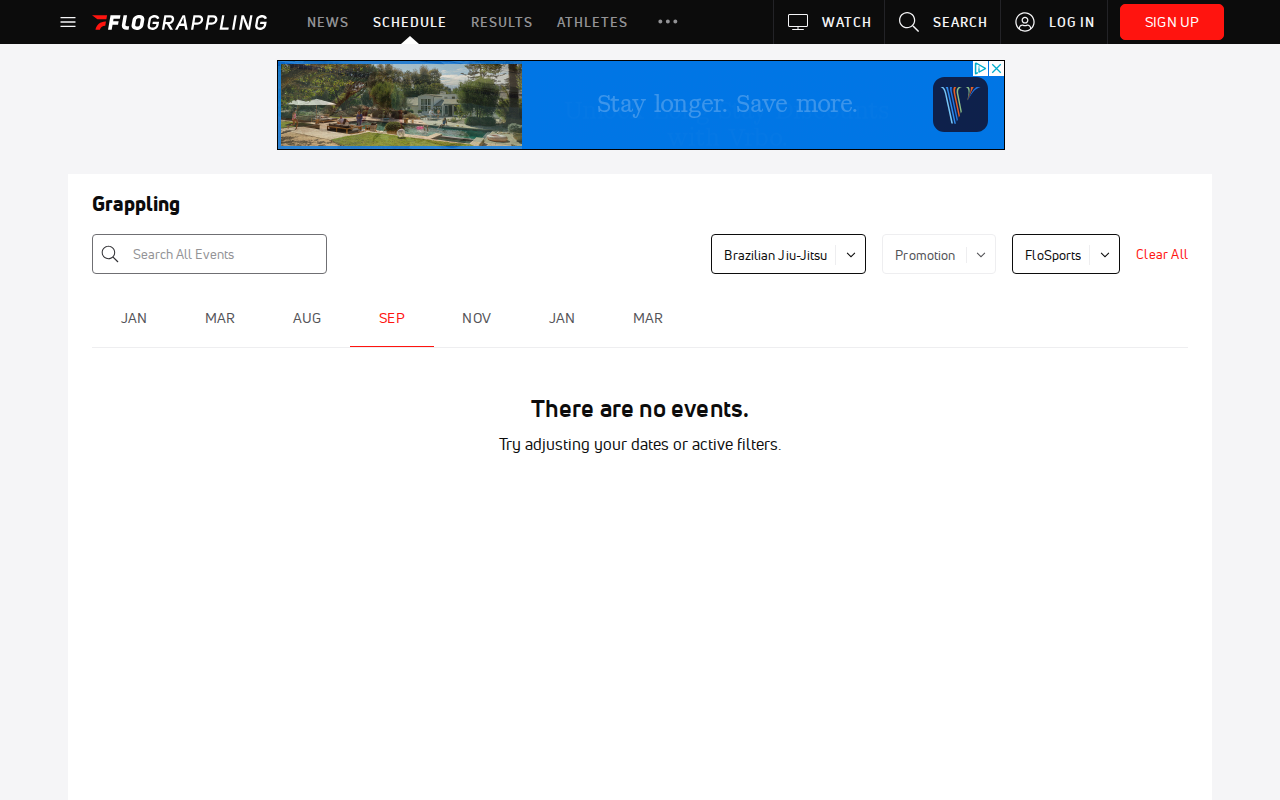 FLOGRAPPLING
NEWS
SCHEDULE
RESULTS
ATHLETES
WATCH
SEARCH
LOG IN
SIGN UP
Stay longer. Save more.
Grappling
Search All Events
Brazilian Jiu-Jitsu
Promotion
FloSports
Clear All
JAN
MAR
AUG
SEP
NOV
JAN
MAR
There are no events.
Try adjusting your dates or active filters.